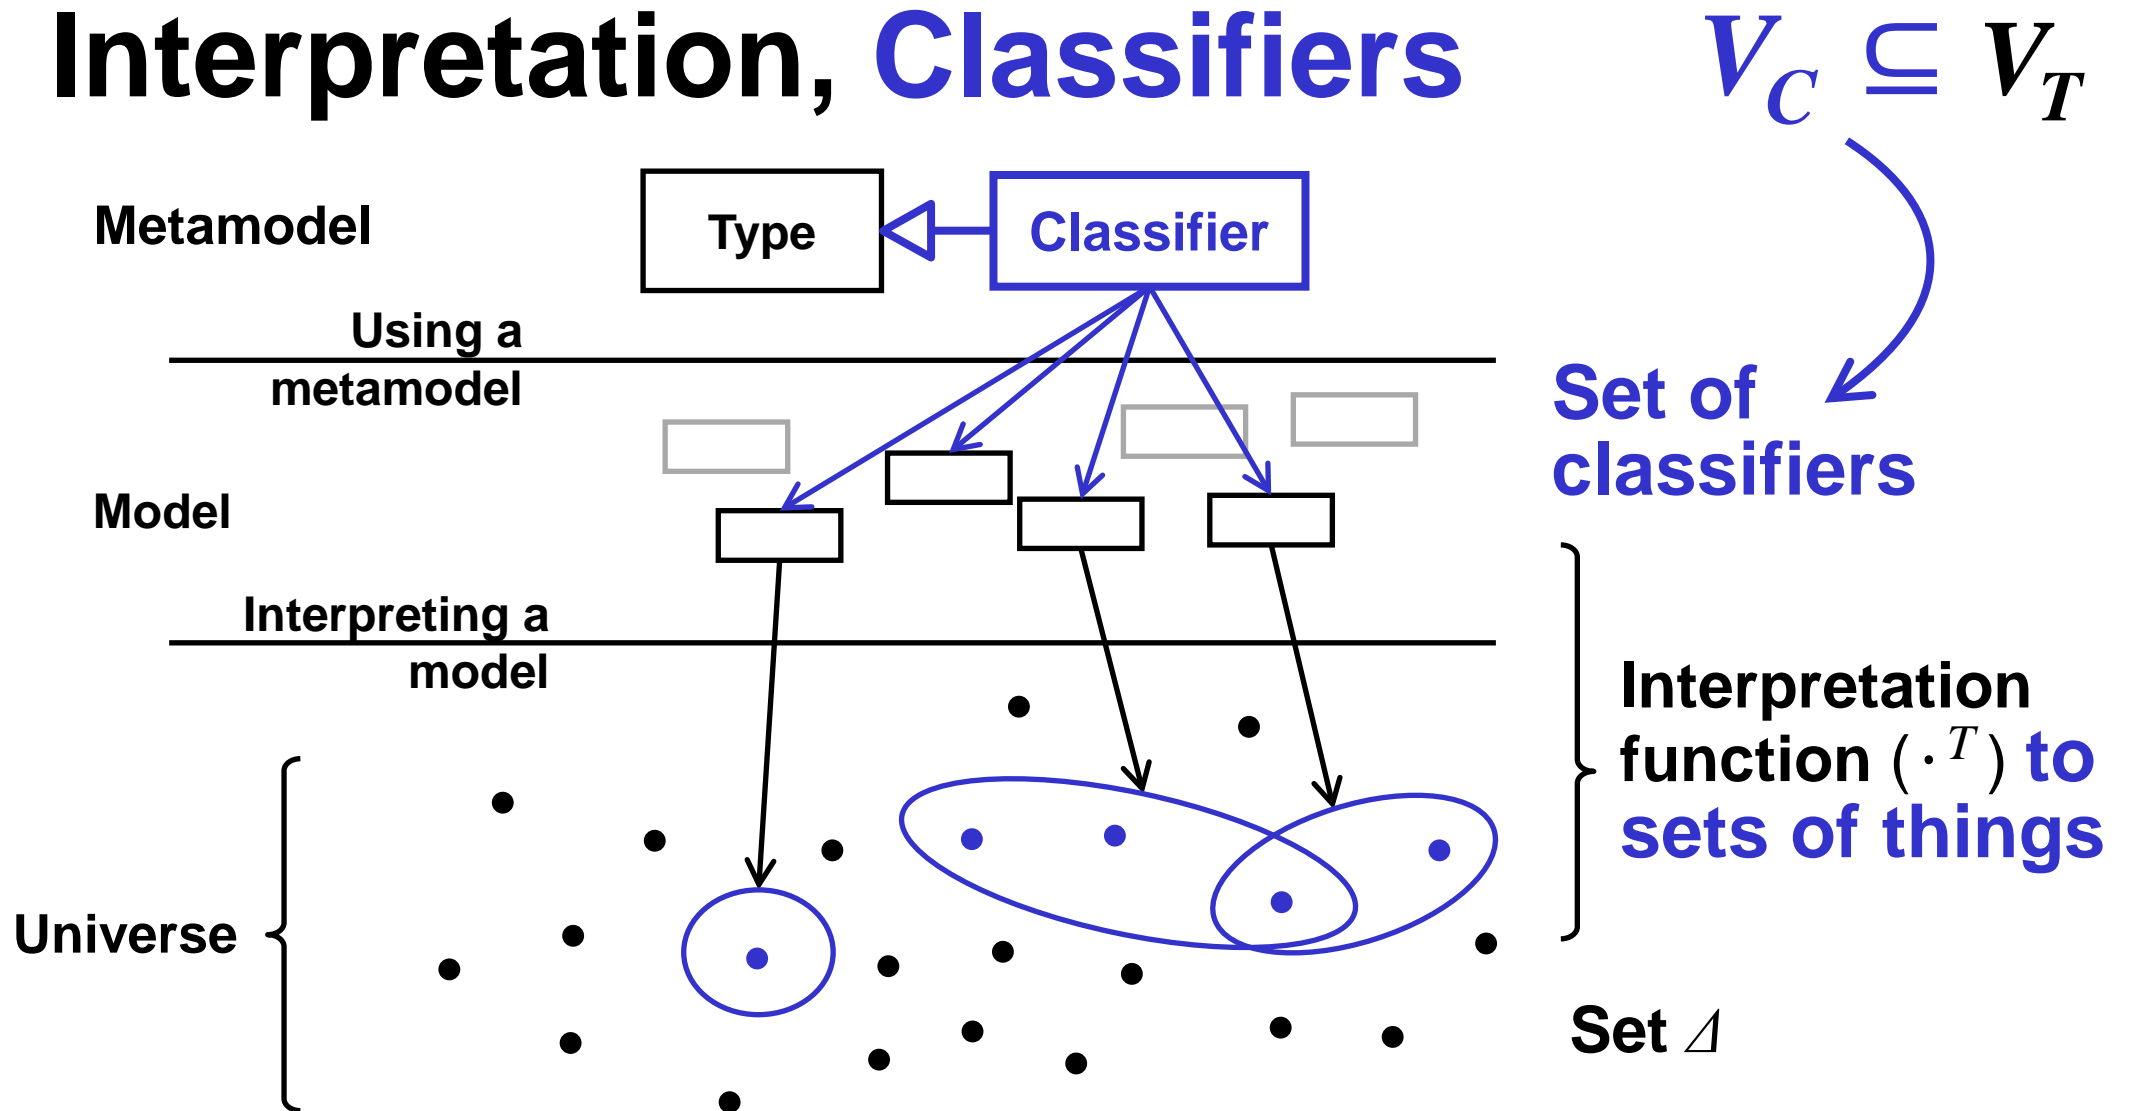 Interpretation, Classifiers
V_C ⊆ V_T
Metamodel
Type
Classifier
Using a
metamodel
Set of
classifiers
Model
Interpreting a
model
Interpretation
function (·^T) to
sets of things
Universe
Set Δ